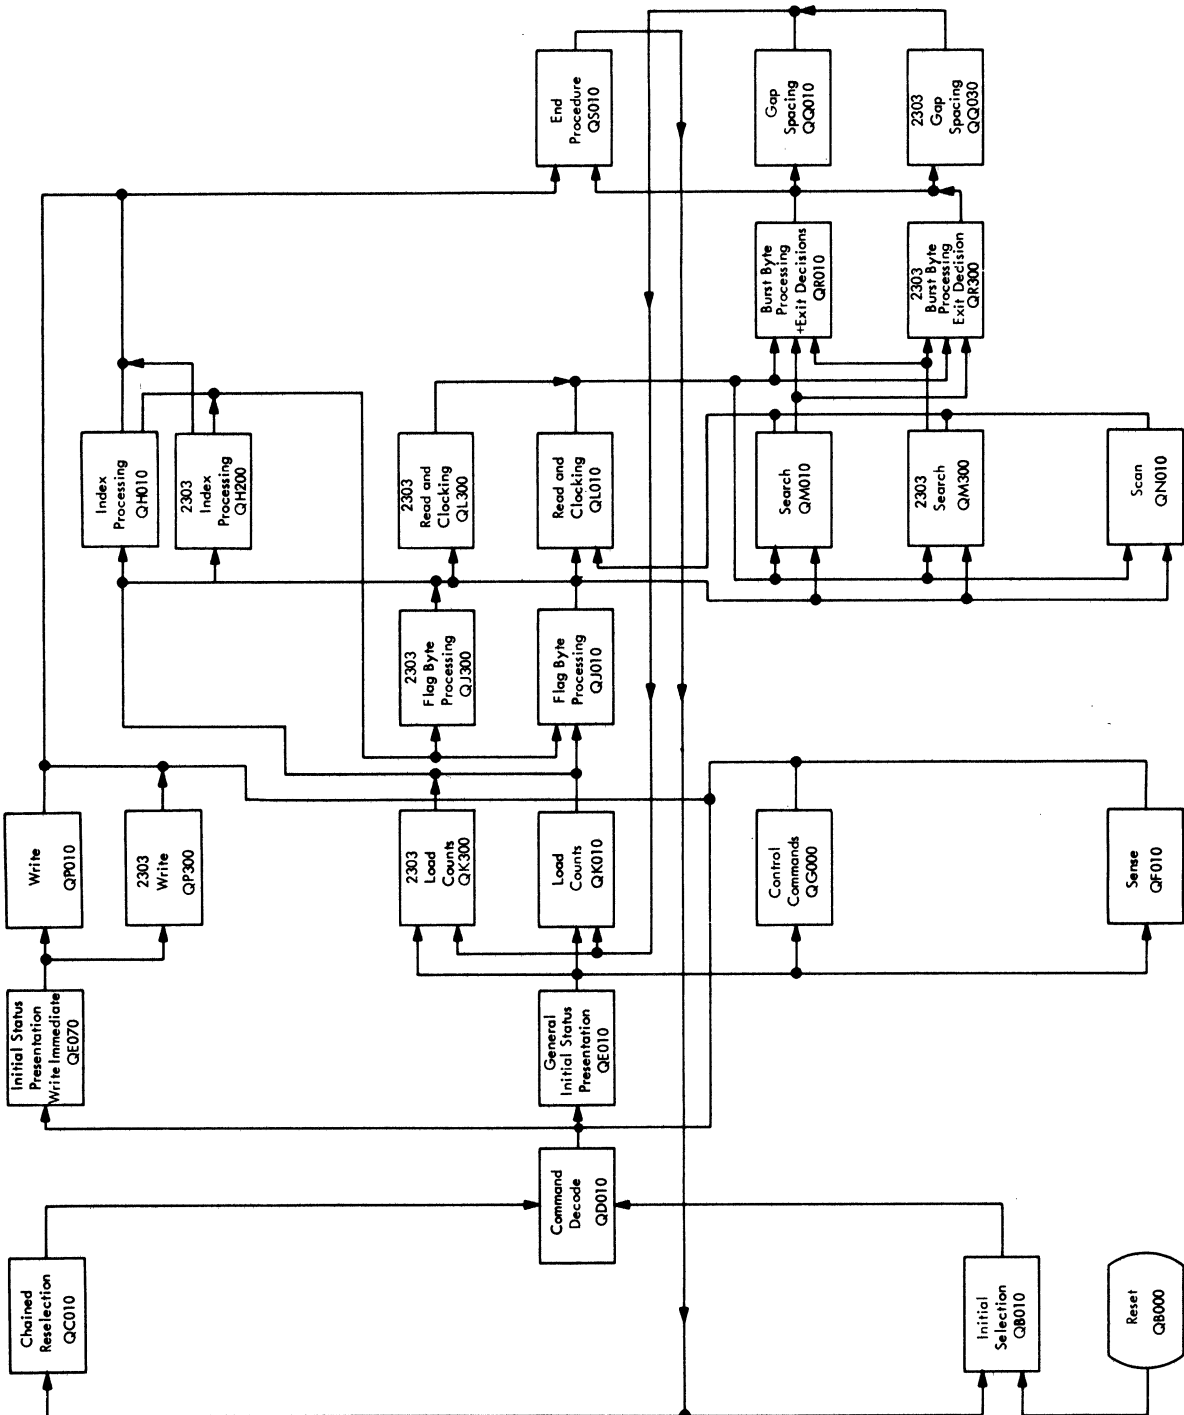 End
Procedure
QS010
Gap
Spacing
QQ010
2303
Gap
Spacing
QQ030
Burst Byte
Processing
+Exit Decisions
QR010
2303
Burst Byte
Processing
Exit Decision
QR300
Index
Processing
QH010
2303
Index
Processing
QH200
2303
Read and
Clocking
QL300
Read and
Clocking
QL010
Search
QM010
2303
Search
QM300
Scan
QN010
2303
Flag Byte
Processing
QJ300
Flag Byte
Processing
QJ010
Write
QP010
2303
Write
QP300
2303
Load
Counts
QK300
Load
Counts
QK010
Control
Commands
QG000
Sense
QF010
Initial Status
Presentation
Write Immediate
QE070
General
Initial Status
Presentation
QE010
Command
Decode
QD010
Chained
Reselection
QC010
Initial
Selection
QB010
Reset
QB000